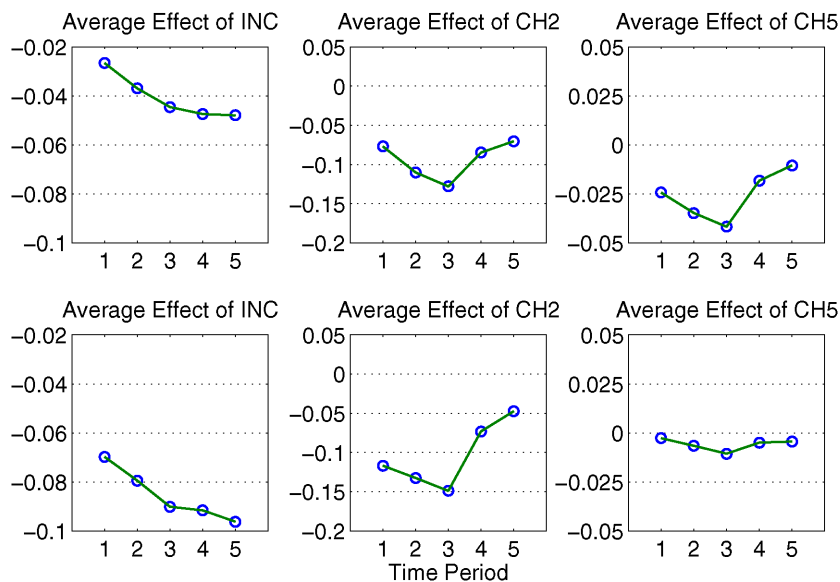 Average Effect of INC
−0.02
−0.04
−0.06
−0.08
−0.1
1 2 3 4 5
Average Effect of CH2
0.05
0
−0.05
−0.1
−0.15
−0.2
1 2 3 4 5
Average Effect of CH5
0.05
0.025
0
−0.025
−0.05
1 2 3 4 5
Average Effect of INC
−0.02
−0.04
−0.06
−0.08
−0.1
1 2 3 4 5
Average Effect of CH2
0.05
0
−0.05
−0.1
−0.15
−0.2
1 2 3 4 5
Time Period
Average Effect of CH5
0.05
0.025
0
−0.025
−0.05
1 2 3 4 5